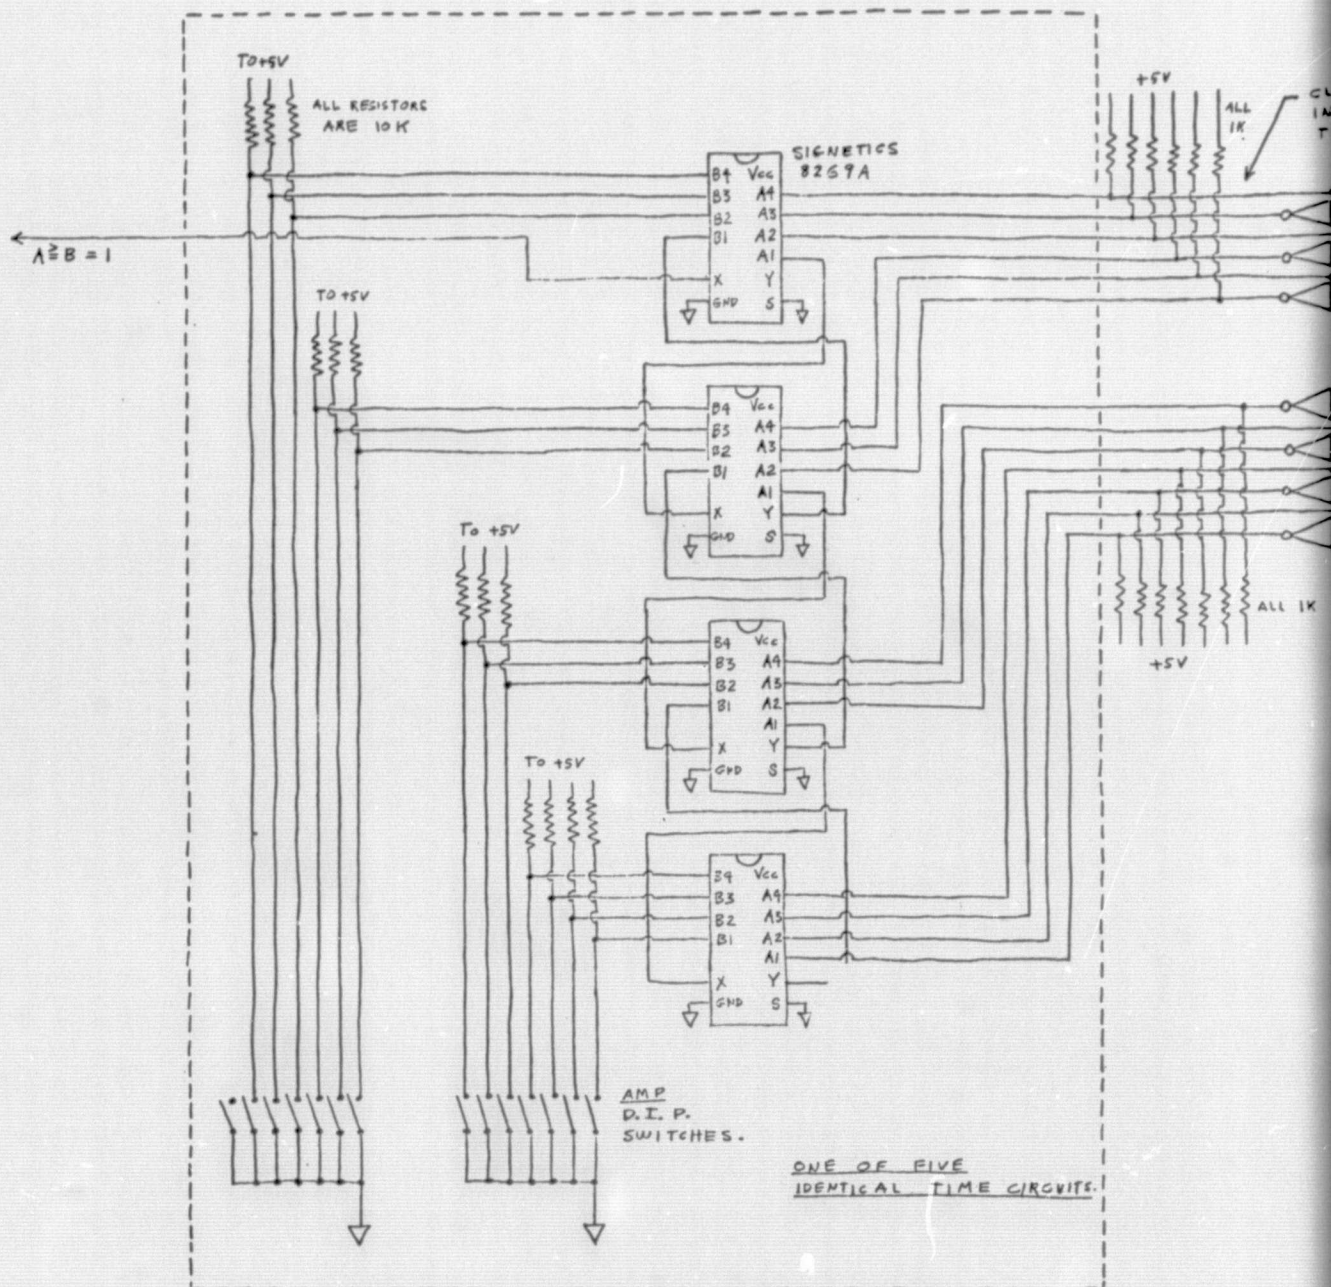 TO +5V
ALL RESISTORS
ARE 10K
SIGNETICS
8269A
B4 Vcc
B3 A4
B2 A3
B1 A2
A1
X Y
GND S
A≧B = 1
+5V
ALL
1K
TO +5V
B4 Vcc
B3 A4
B2 A3
B1 A2
A1
X Y
GND S
TO +5V
B4 Vcc
B3 A4
B2 A3
B1 A2
A1
X Y
GND S
ALL 1K
+5V
TO +5V
B4 Vcc
B3 A4
B2 A3
B1 A2
A1
X Y
GND S
AMP
D.I.P.
SWITCHES.
ONE OF FIVE
IDENTICAL TIME CIRCUITS.